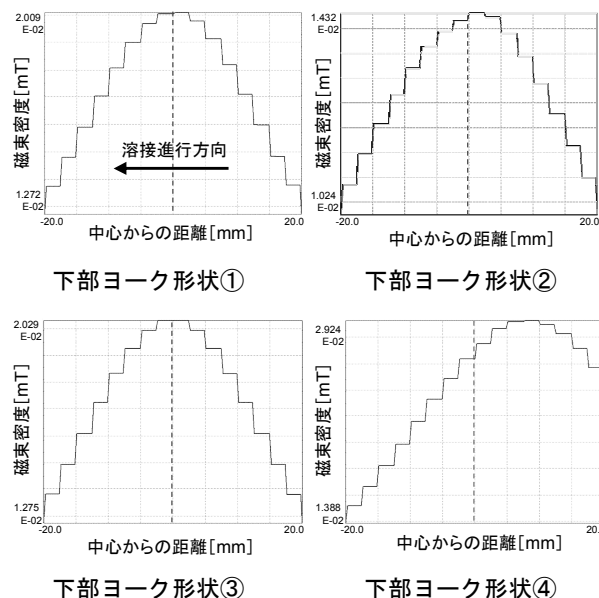 2.009
E-02
磁束密度[mT]
溶接進行方向
1.272
E-02
-20.0
20.0
中心からの距離[mm]
下部ヨーク形状①
1.432
E-02
磁束密度[mT]
1.024
E-02
-20.0
20.0
中心からの距離[mm]
下部ヨーク形状②
2.029
E-02
磁束密度[mT]
1.275
E-02
-20.0
20.0
中心からの距離[mm]
下部ヨーク形状③
2.924
E-02
磁束密度[mT]
1.388
E-02
-20.0
20.0
中心からの距離[mm]
下部ヨーク形状④